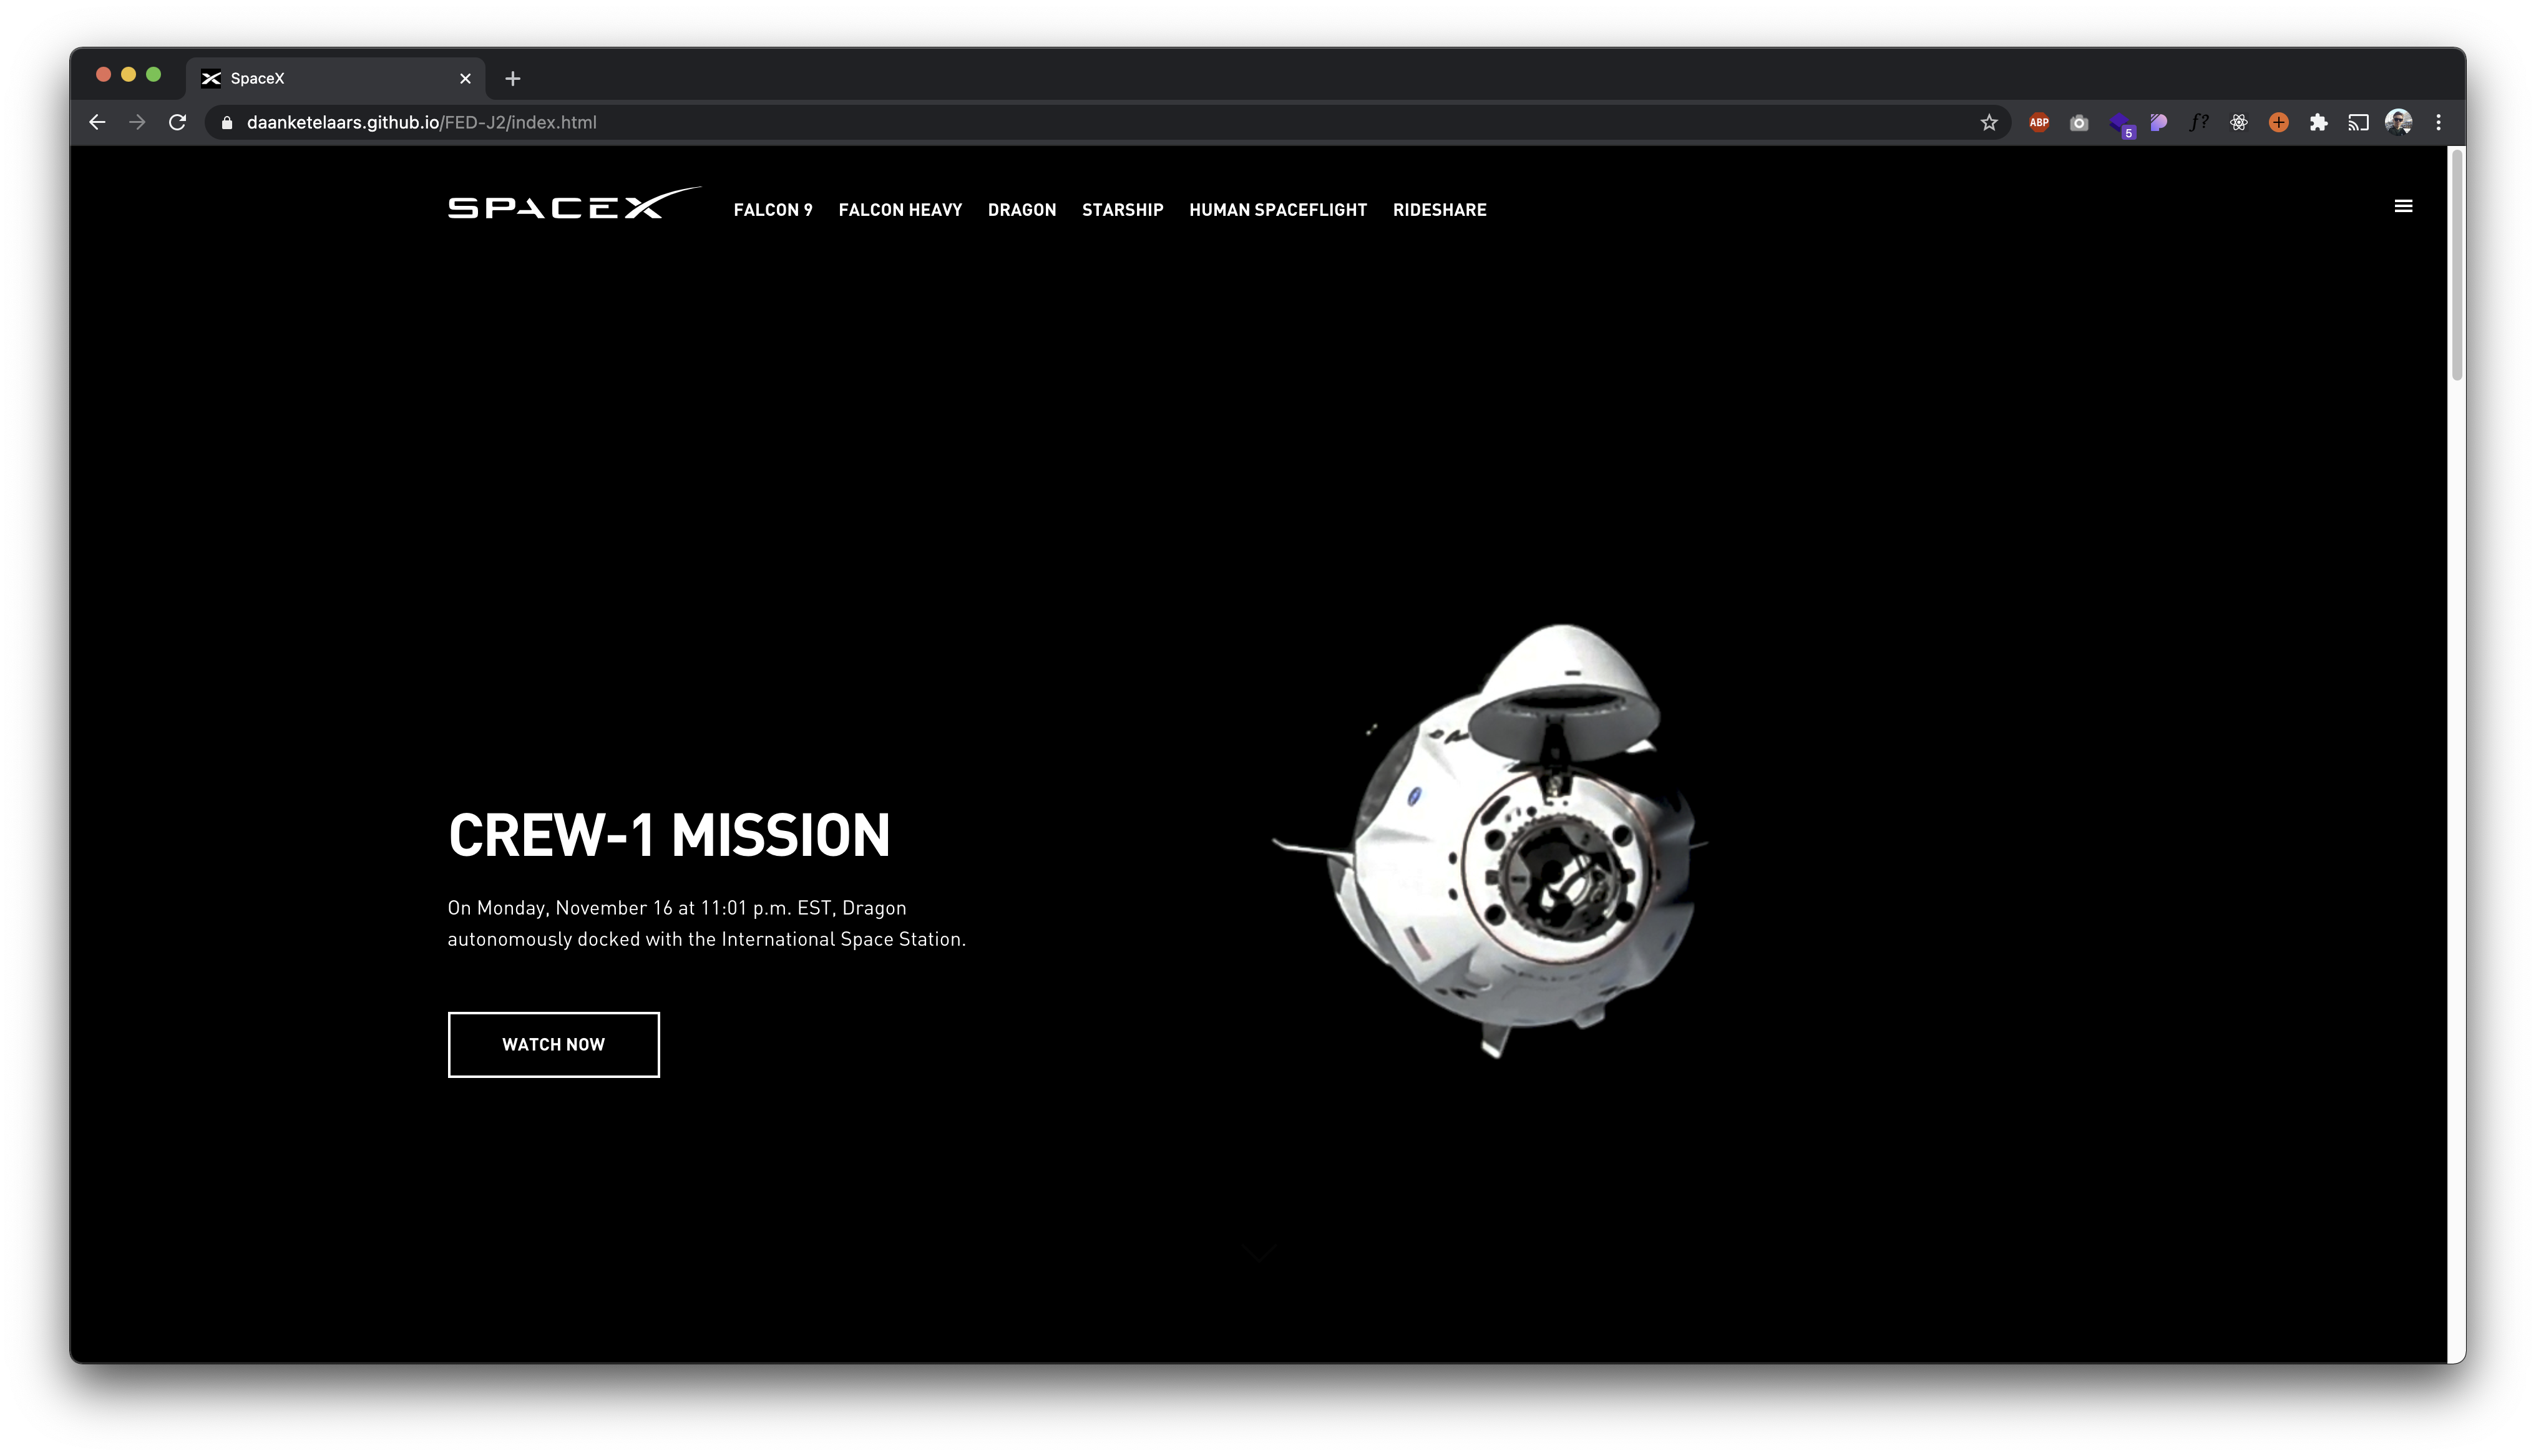 SpaceX
daanketelaars.github.io/FED-J2/index.html
ABP
5
f?
SPACEX
FALCON 9 FALCON HEAVY DRAGON STARSHIP HUMAN SPACEFLIGHT RIDESHARE
CREW-1 MISSION
On Monday, November 16 at 11:01 p.m. EST, Dragon
autonomously docked with the International Space Station.
WATCH NOW